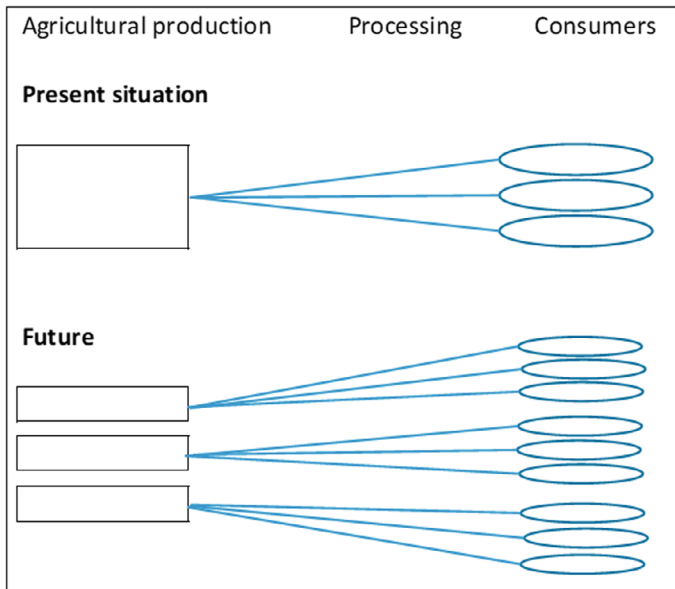 Agricultural production Processing Consumers
Present situation
Future